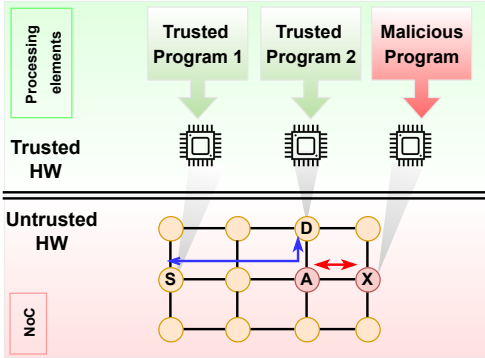 Processing
elements
Trusted
Program 1
Trusted
Program 2
Malicious
Program
Trusted
HW
Untrusted
HW
D
S
A
X
NoC